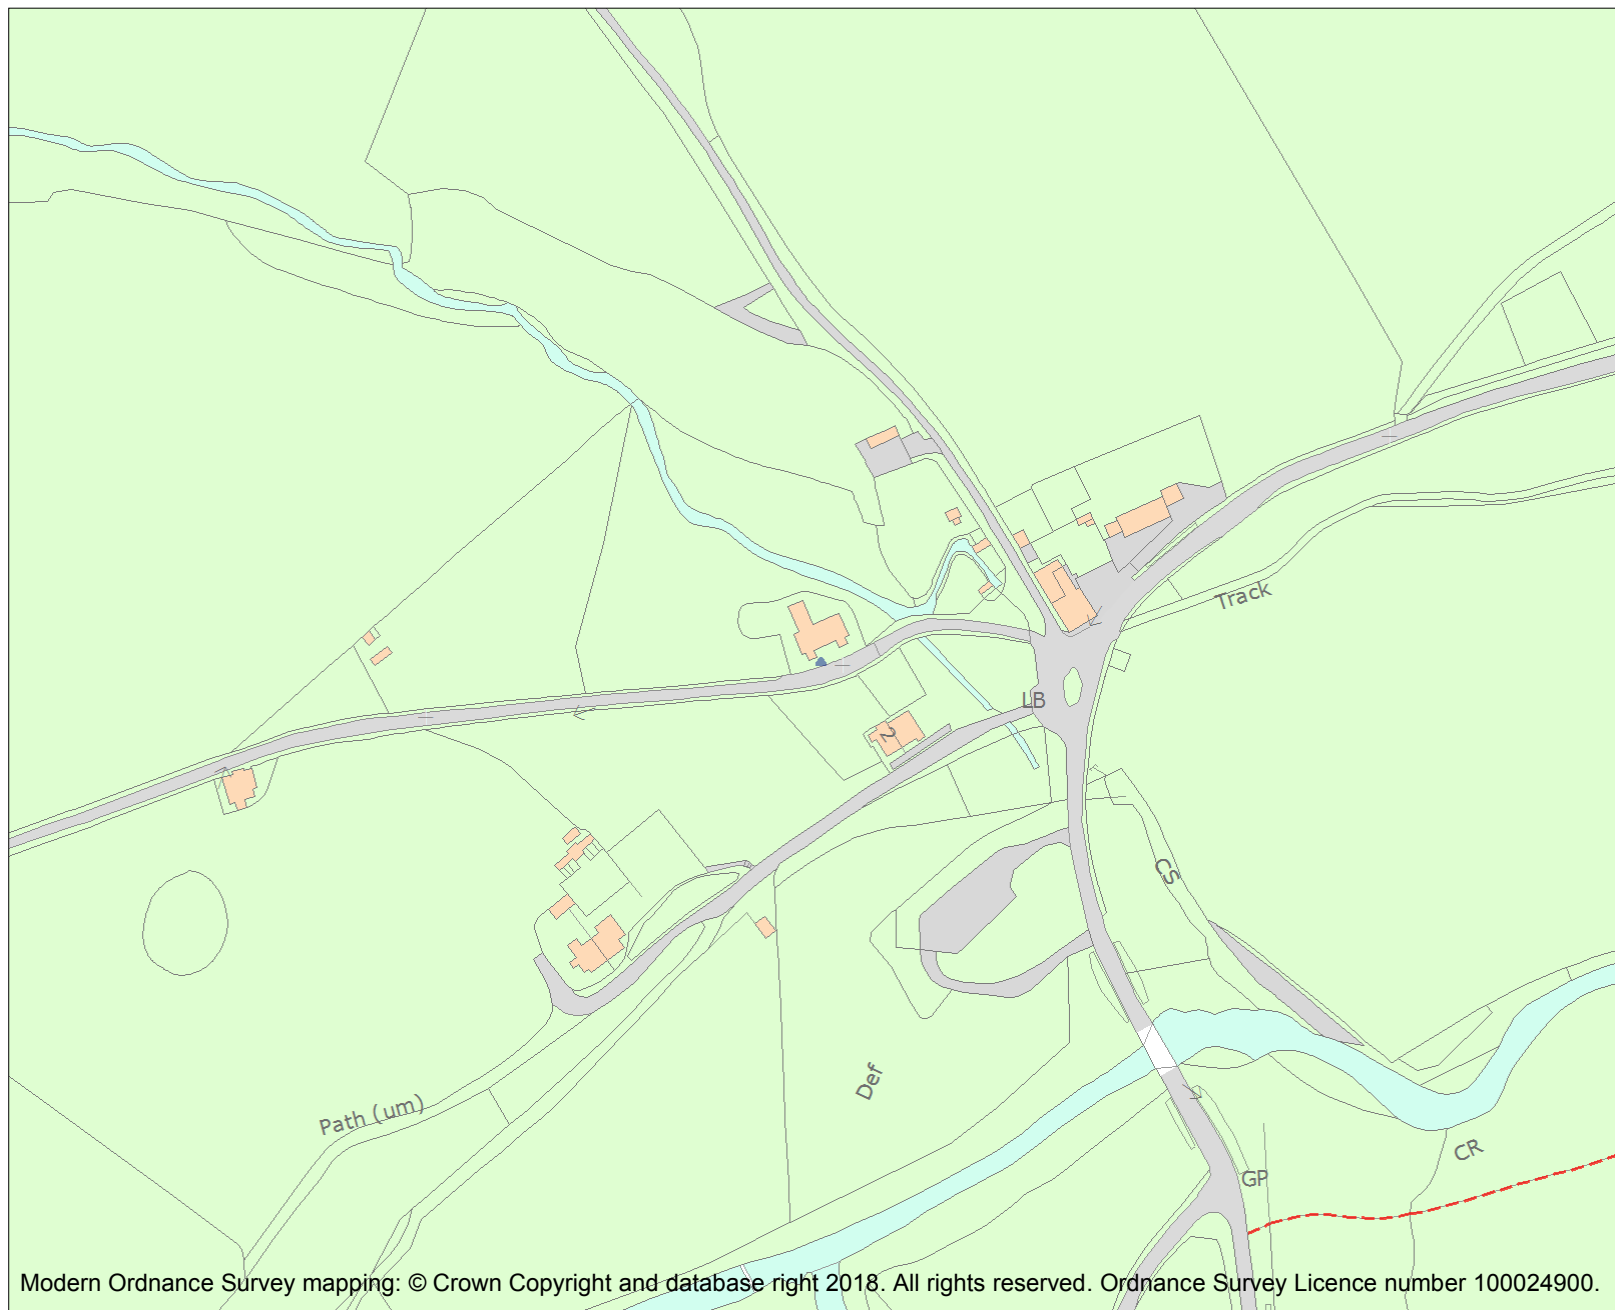 Track
LB
2
CS
Def
Path (um)
CR
GP
Modern Ordnance Survey mapping: © Crown Copyright and database right 2018. All rights reserved. Ordnance Survey Licence number 100024900.